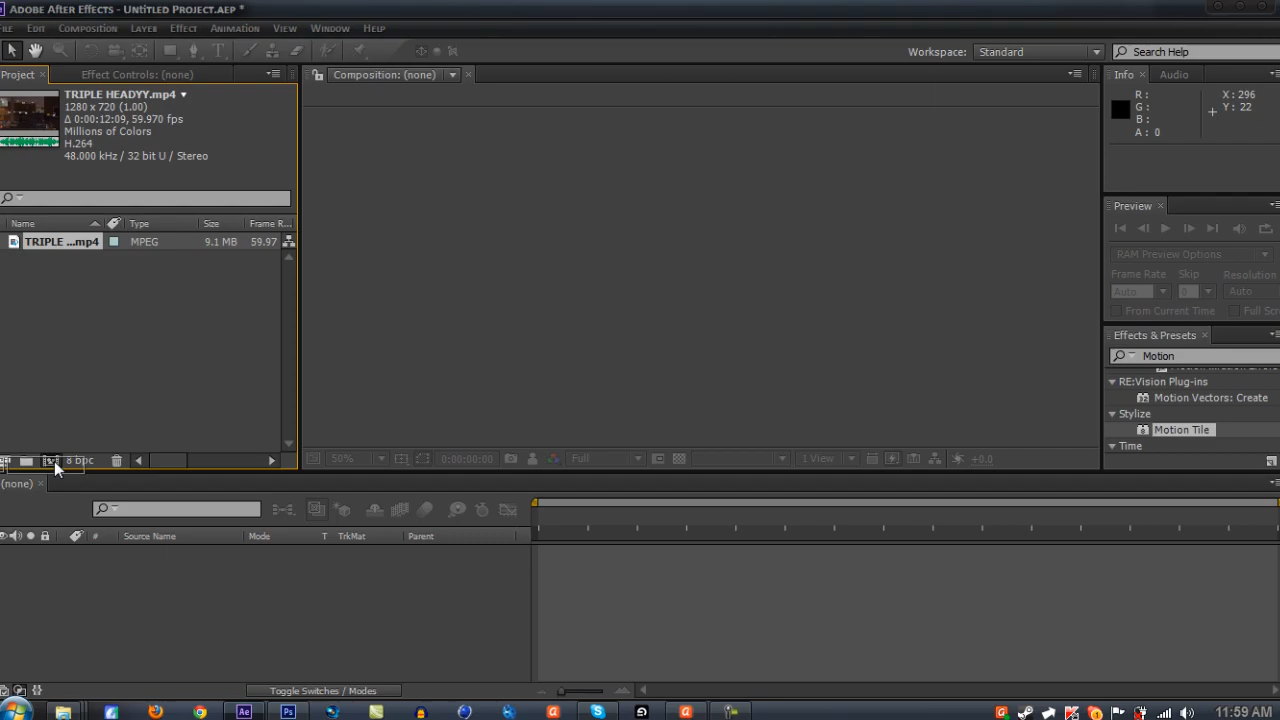 Adobe After Effects - Untitled Project.aep *
File Edit Composition Layer Effect Animation View Window Help
Workspace: Standard Search Help
Project Effect Controls: (none) Composition: (none) Info Audio
TRIPLE HEADYY.mp4
1280 x 720 (1.00)
Δ 0:00:12:09, 59.970 fps
Millions of Colors
H.264
48.000 kHz / 32 bit U / Stereo
R :
G :
B :
A : 0
X : 296
Y : 22
Preview
RAM Preview Options
Frame Rate Skip Resolution
Auto 0 Auto
From Current Time Full Scr
Name Type Size Frame R...
TRIPLE ...mp4 MPEG 9.1 MB 59.97
Effects & Presets
Motion
RE:Vision Plug-ins
Motion Vectors: Create
Stylize
Motion Tile
Time
8 bpc
50% 0:00:00:00 Full 1 View +0.0
(none)
# Source Name Mode T TrkMat Parent
Toggle Switches / Modes
11:59 AM